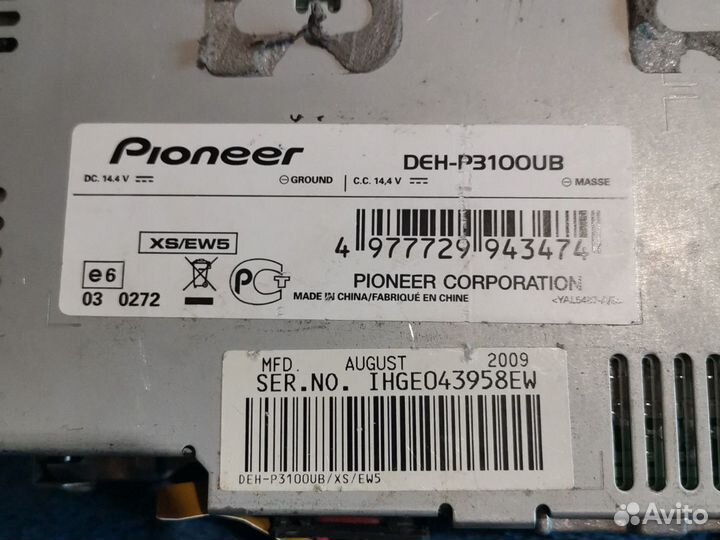 Pioneer DEH-P3100UB
DC. 14.4 V GROUND C.C. 14,4 V MASSE
XS/EW5
4 977729 943474
e6
03 0272
PIONEER CORPORATION
MADE IN CHINA/FABRIQUÉ EN CHINE
MFD. AUGUST 2009
SER.NO. IHGE043958EW
DEH-P3100UB/XS/EW5
Avito